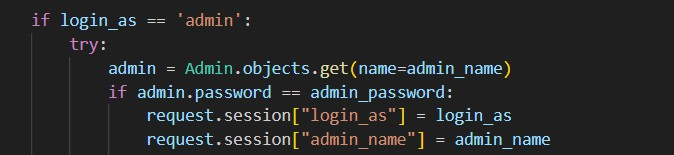 if login_as == 'admin':
try:
admin = Admin.objects.get(name=admin_name)
if admin.password == admin_password:
request.session["login_as"] = login_as
request.session["admin_name"] = admin_name